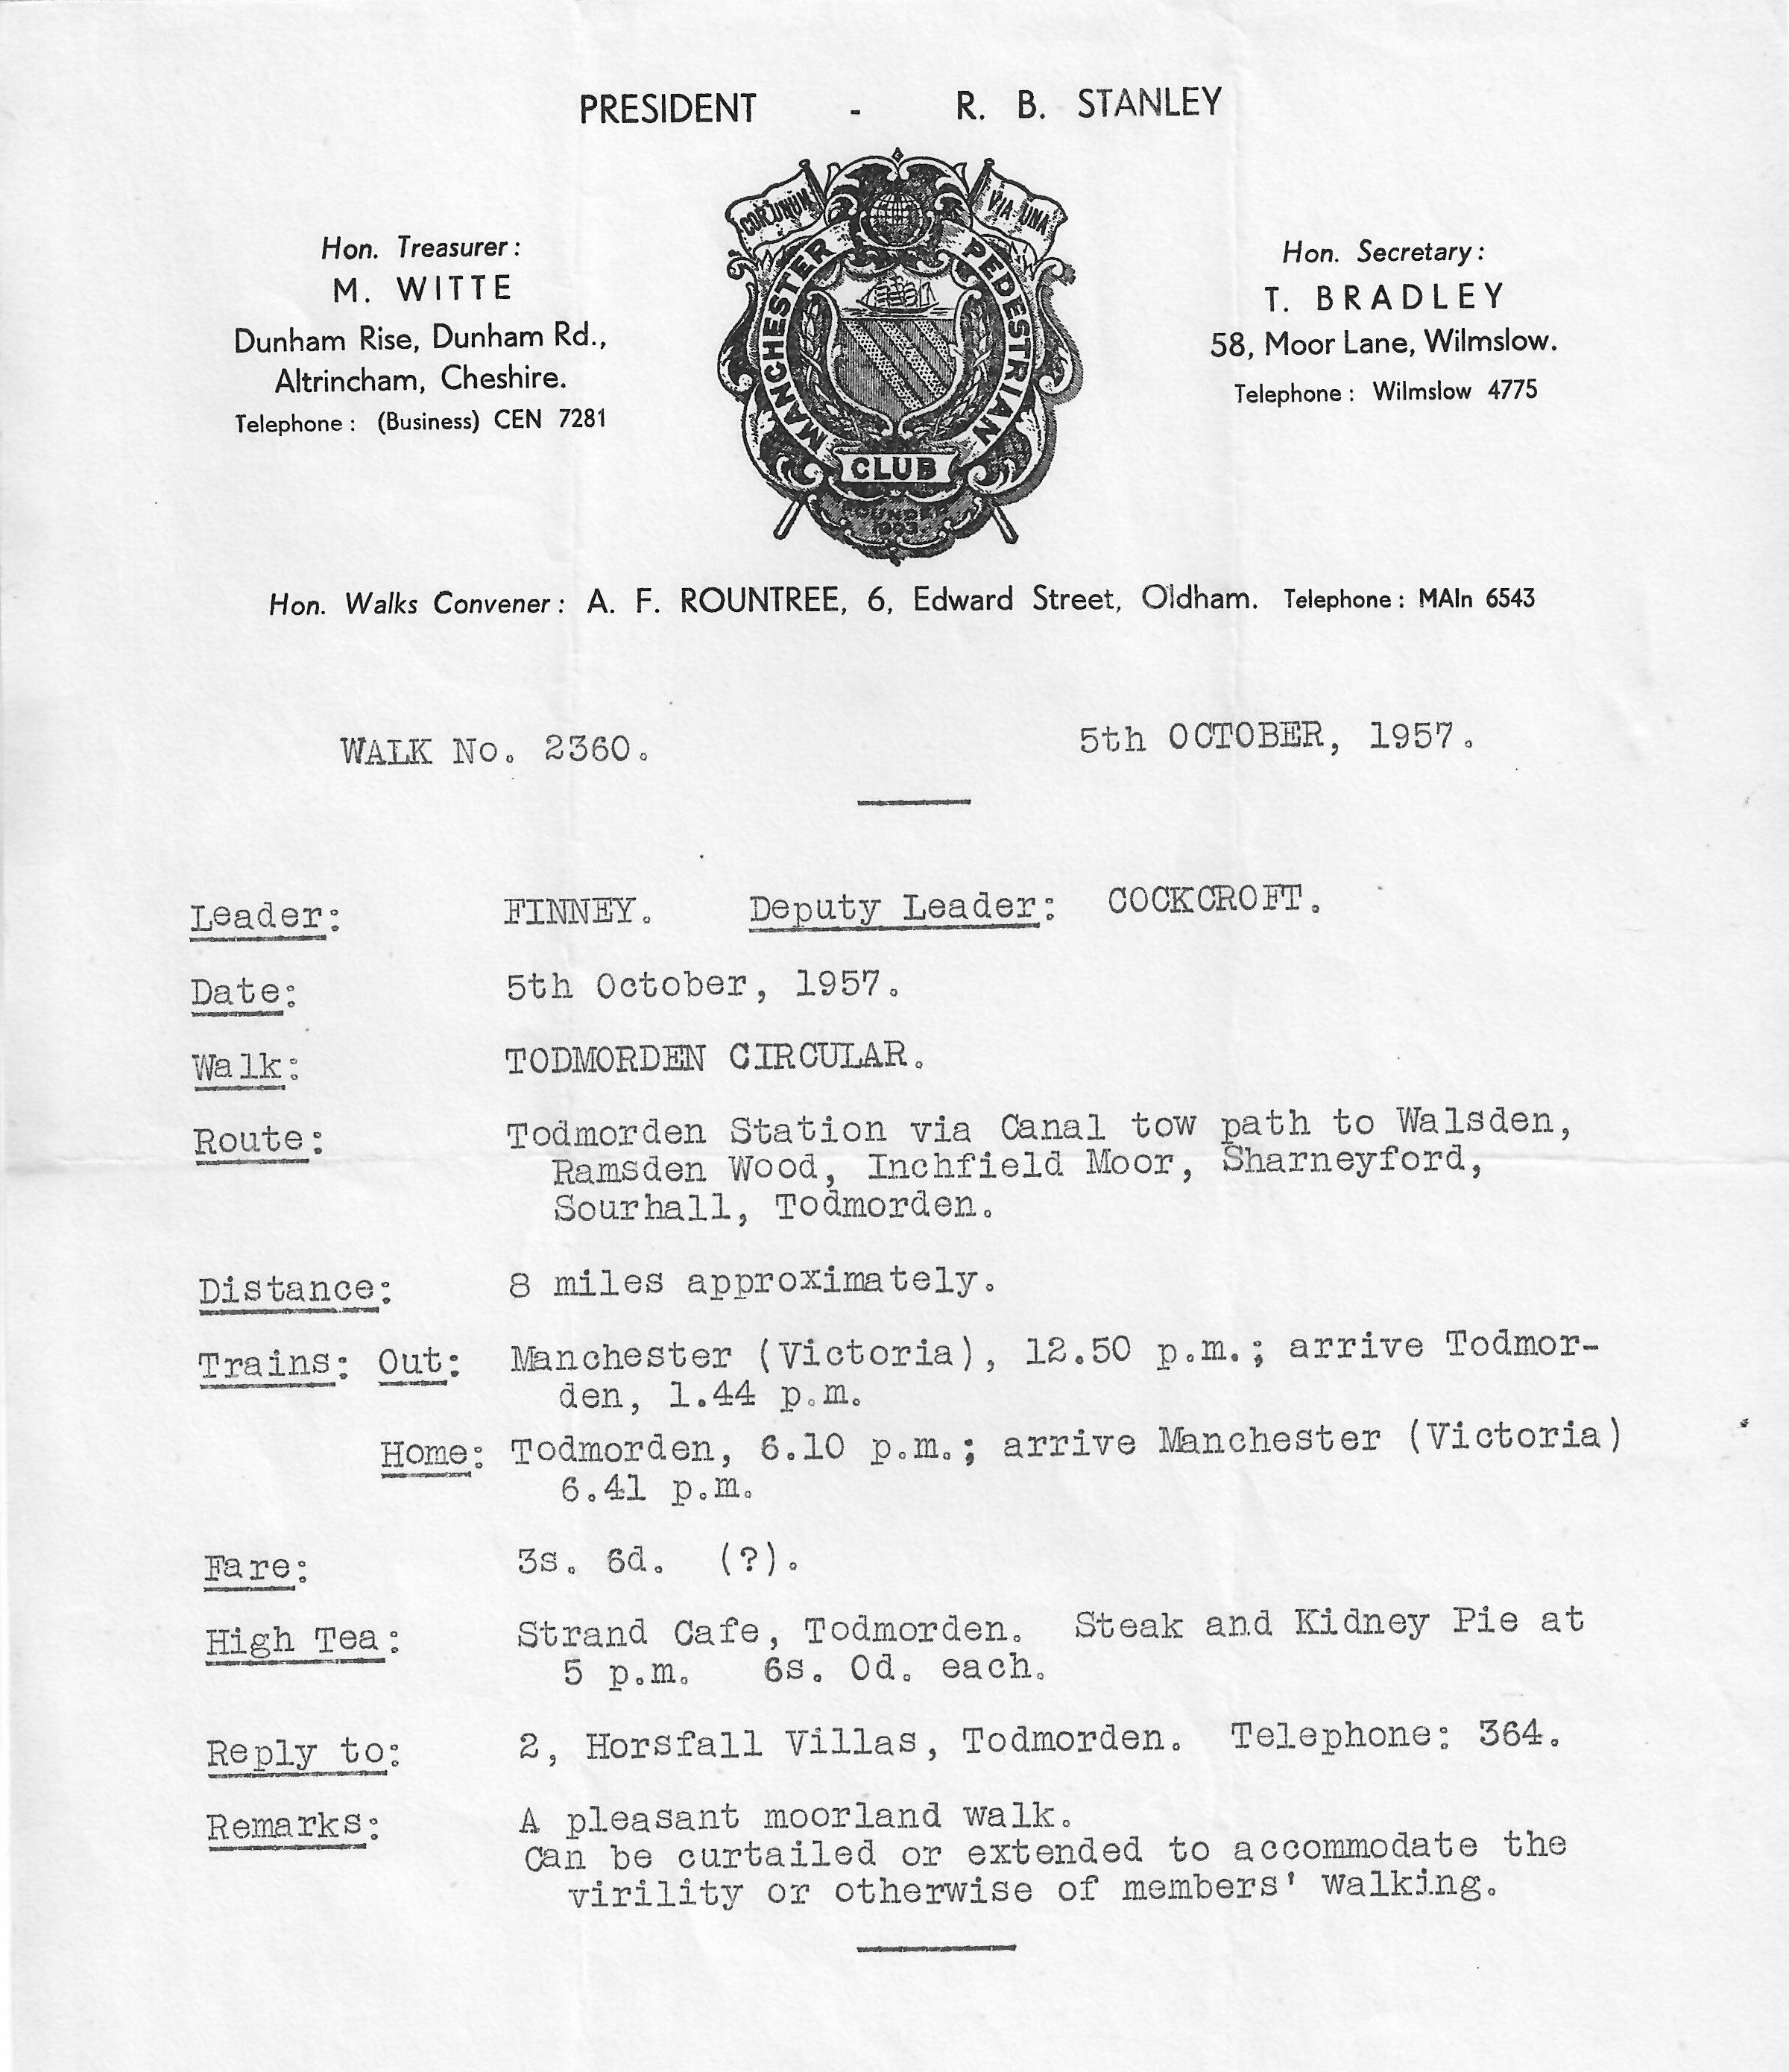 PRESIDENT - R. B. STANLEY
COR UNUM VIA UNA
MANCHESTER PEDESTRIAN
CLUB
FOUNDED
1903
Hon. Treasurer:
M. WITTE
Dunham Rise, Dunham Rd.,
Altrincham, Cheshire.
Telephone: (Business) CEN 7281
Hon. Secretary:
T. BRADLEY
58, Moor Lane, Wilmslow.
Telephone: Wilmslow 4775
Hon. Walks Convener: A. F. ROUNTREE, 6, Edward Street, Oldham. Telephone: MAIn 6543
WALK No. 2360. 5th OCTOBER, 1957.
Leader: FINNEY. Deputy Leader: COCKCROFT.
Date: 5th October, 1957.
Walk: TODMORDEN CIRCULAR.
Route: Todmorden Station via Canal tow path to Walsden,
Ramsden Wood, Inchfield Moor, Sharneyford,
Sourhall, Todmorden.
Distance: 8 miles approximately.
Trains: Out: Manchester (Victoria), 12.50 p.m.; arrive Todmor-
den, 1.44 p.m.
Home: Todmorden, 6.10 p.m.; arrive Manchester (Victoria)
6.41 p.m.
Fare: 3s. 6d. (?).
High Tea: Strand Cafe, Todmorden. Steak and Kidney Pie at
5 p.m. 6s. 0d. each.
Reply to: 2, Horsfall Villas, Todmorden. Telephone: 364.
Remarks: A pleasant moorland walk.
Can be curtailed or extended to accommodate the
virility or otherwise of members' walking.